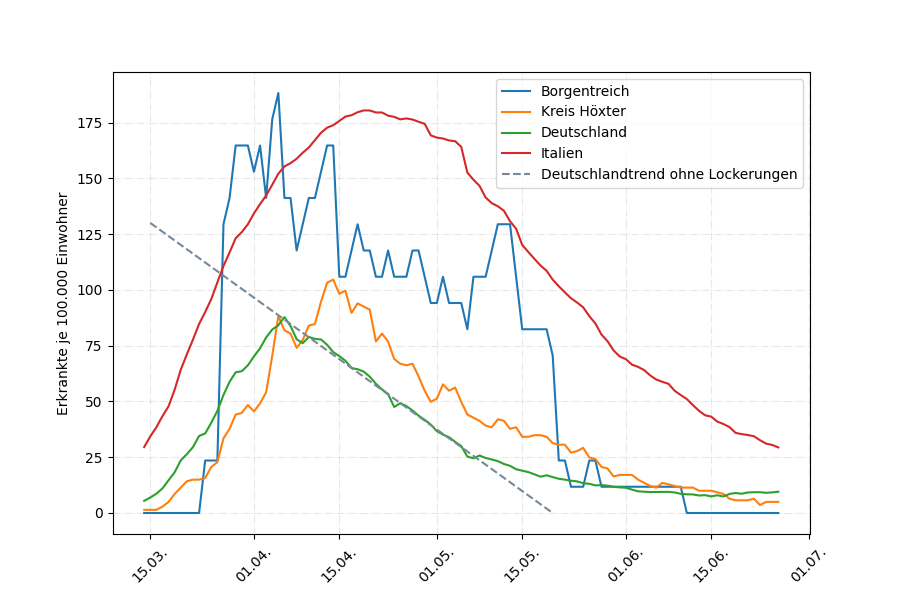 Borgentreich
Kreis Höxter
Deutschland
Italien
Deutschlandtrend ohne Lockerungen
Erkrankte je 100.000 Einwohner
175
150
125
100
75
50
25
0
15.03.
01.04.
15.04.
01.05.
15.05.
01.06.
15.06.
01.07.